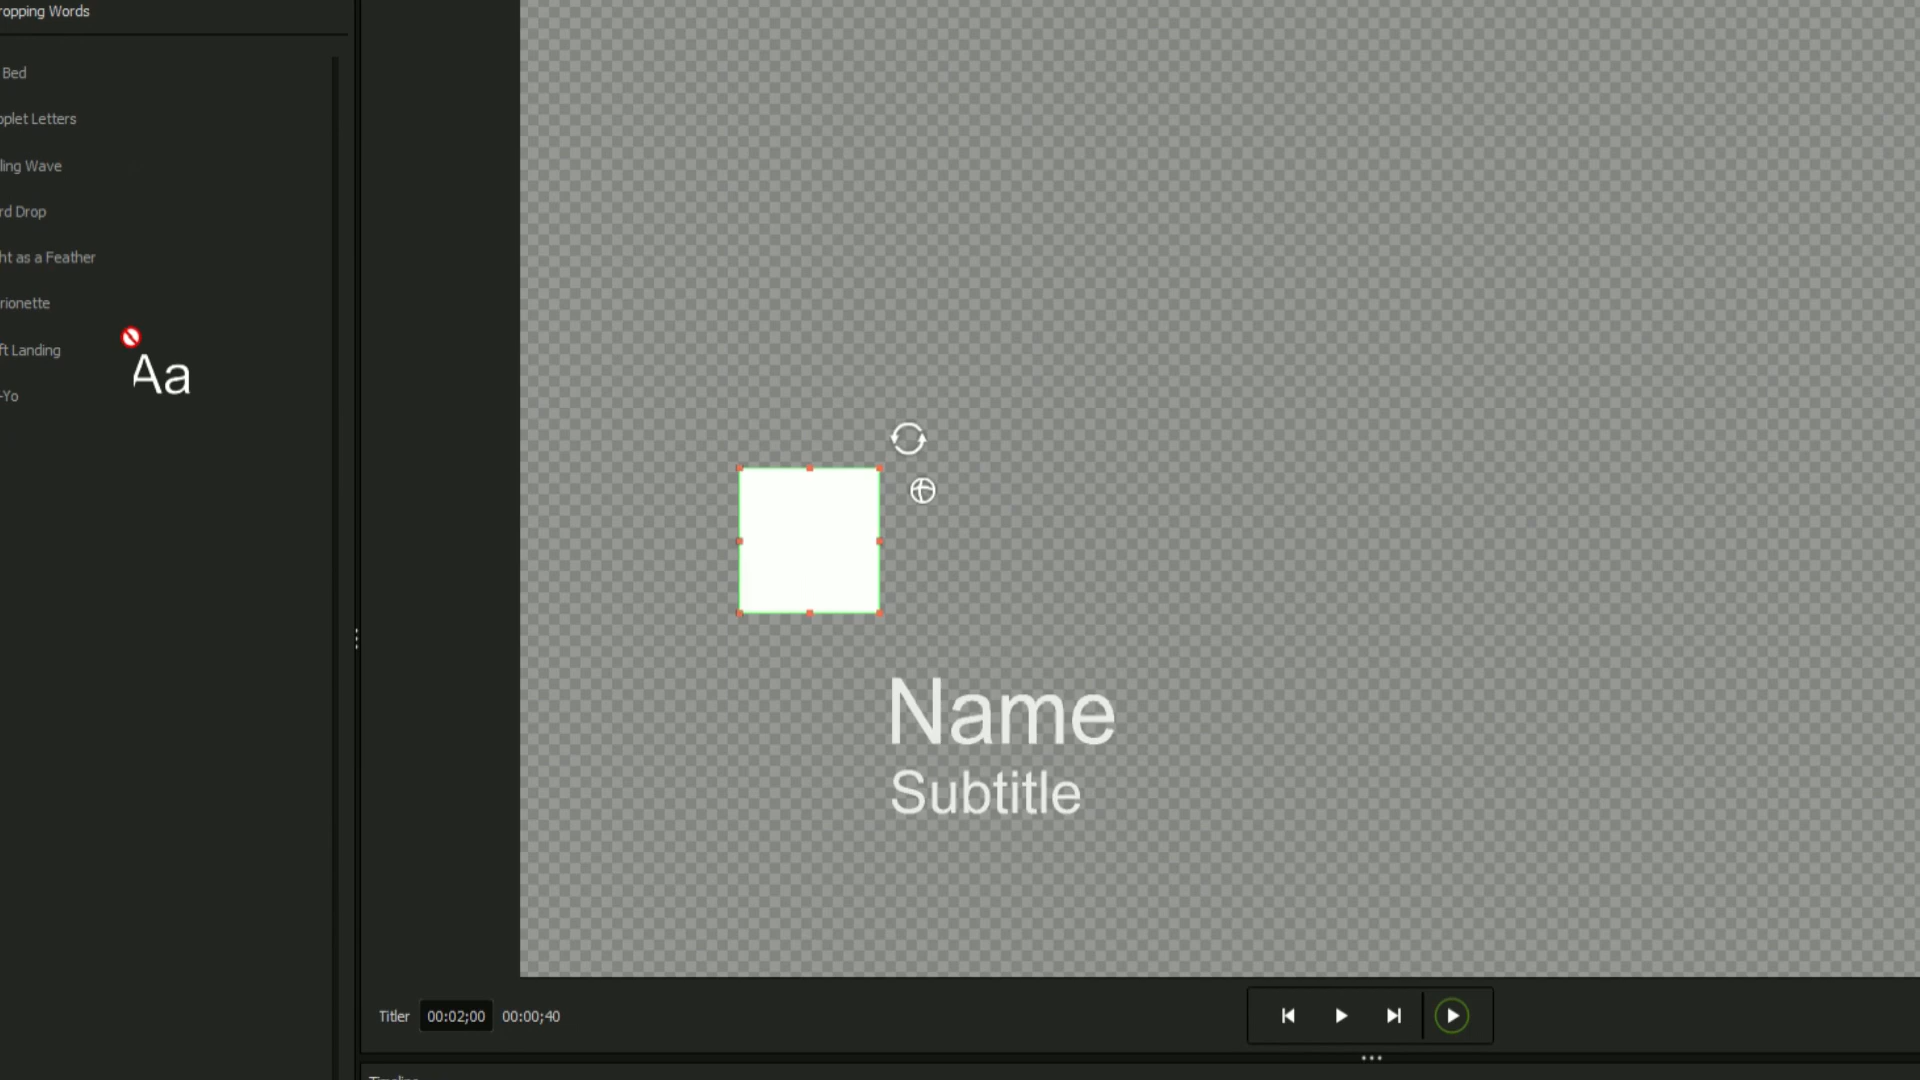 ropping Words
Bed
oplet Letters
ling Wave
rd Drop
ht as a Feather
rionette
ft Landing
-Yo
Aa
Name
Subtitle
Titler 00:02;00 00:00;40